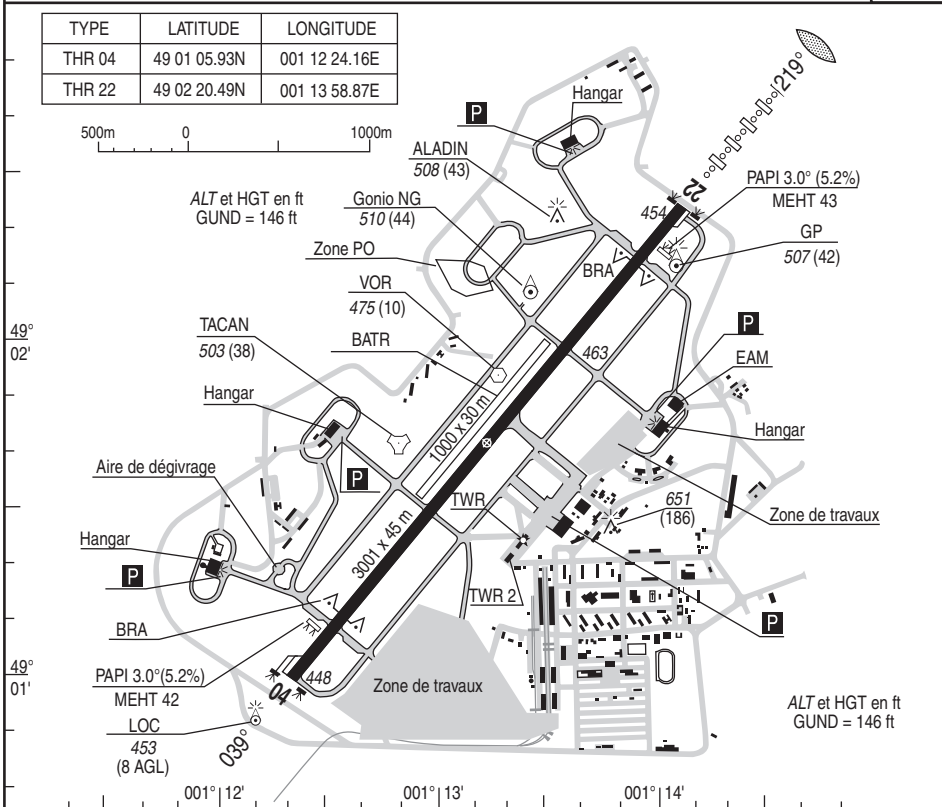 TYPE LATITUDE LONGITUDE
THR 04 49 01 05.93N 001 12 24.16E
THR 22 49 02 20.49N 001 13 58.87E
500m 0 1000m
ALT et HGT en ft
GUND = 146 ft
219°
Hangar
P
ALADIN
508 (43)
22
PAPI 3.0° (5.2%)
MEHT 43
454
Gonio NG
510 (44)
GP
507 (42)
Zone PO
BRA
VOR
475 (10)
49°
02'
TACAN
503 (38)
BATR
463
P
EAM
Hangar
1000 x 30 m
Hangar
Aire de dégivrage
P
TWR
651
(186)
Zone de travaux
3001 x 45 m
Hangar
P
TWR 2
P
BRA
49°
01'
PAPI 3.0°(5.2%)
MEHT 42
448
04
Zone de travaux
ALT et HGT en ft
GUND = 146 ft
LOC
453
(8 AGL)
039°
001° 12' 001° 13' 001° 14'